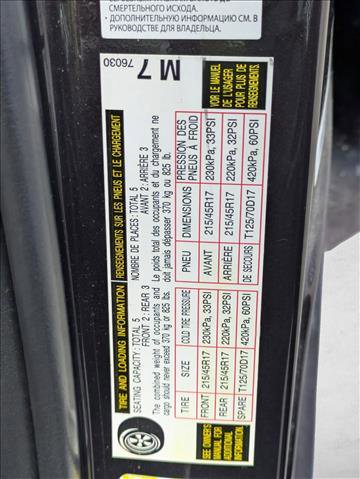 СМЕРТЕЛЬНОГО ИСХОДА.
• ДОПОЛНИТЕЛЬНУЮ ИНФОРМАЦИЮ СМ. В
РУКОВОДСТВЕ ДЛЯ ВЛАДЕЛЬЦА.
TIRE AND LOADING INFORMATION
SEATING CAPACITY: TOTAL 5
FRONT 2: REAR 3
The combined weight of occupants and
cargo should never exceed 370 kg or 825 lbs.
TIRE SIZE COLD TIRE PRESSURE
FRONT 215/45R17 230kPa, 33PSI
REAR 215/45R17 220kPa, 32PSI
SPARE T125/70D17 420kPa, 60PSI
SEE OWNER'S
MANUAL FOR
ADDITIONAL
INFORMATION
RENSEIGNEMENTS SUR LES PNEUS ET LE CHARGEMENT
NOMBRE DE PLACES: TOTAL 5
AVANT 2: ARRIÈRE 3
Le poids total des occupants et du chargement ne
doit jamais dépasser 370 kg ou 825 lb.
PNEU DIMENSIONS PRESSION DES
PNEUS À FROID
AVANT 215/45R17 230kPa, 33PSI
ARRIÈRE 215/45R17 220kPa, 32PSI
DE SECOURS T125/70D17 420kPa, 60PSI
VOIR LE MANUEL
DE L'USAGER
POUR PLUS DE
RENSEIGNEMENTS
M 7 76030